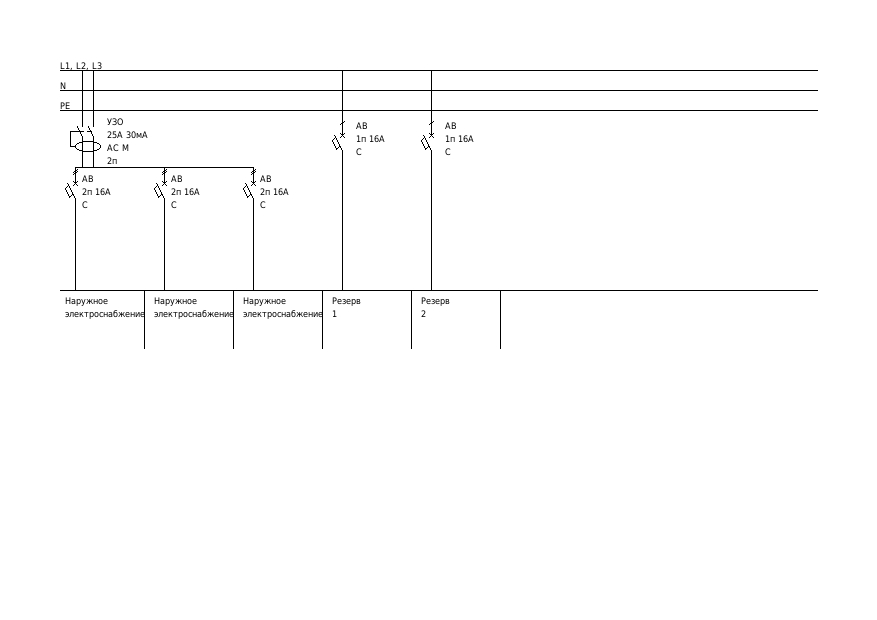 L1, L2, L3
N
PE
УЗО
25А 30мА
АС М
2п
АВ
1п 16А
С
АВ
1п 16А
С
АВ
2п 16А
С
АВ
2п 16А
С
АВ
2п 16А
С
Наружное
электроснабжение
Наружное
электроснабжение
Наружное
электроснабжение
Резерв
1
Резерв
2